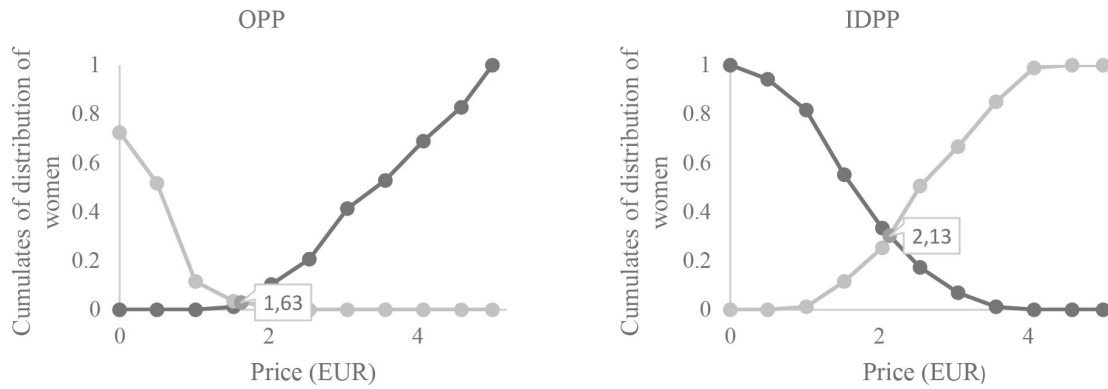 OPP
Cumulates of distribution of
women
1
0.8
0.6
0.4
0.2
0
1,63
0
2
4
Price (EUR)
IDPP
Cumulates of distribution of
women
1
0.8
0.6
0.4
0.2
0
2,13
0
2
4
Price (EUR)